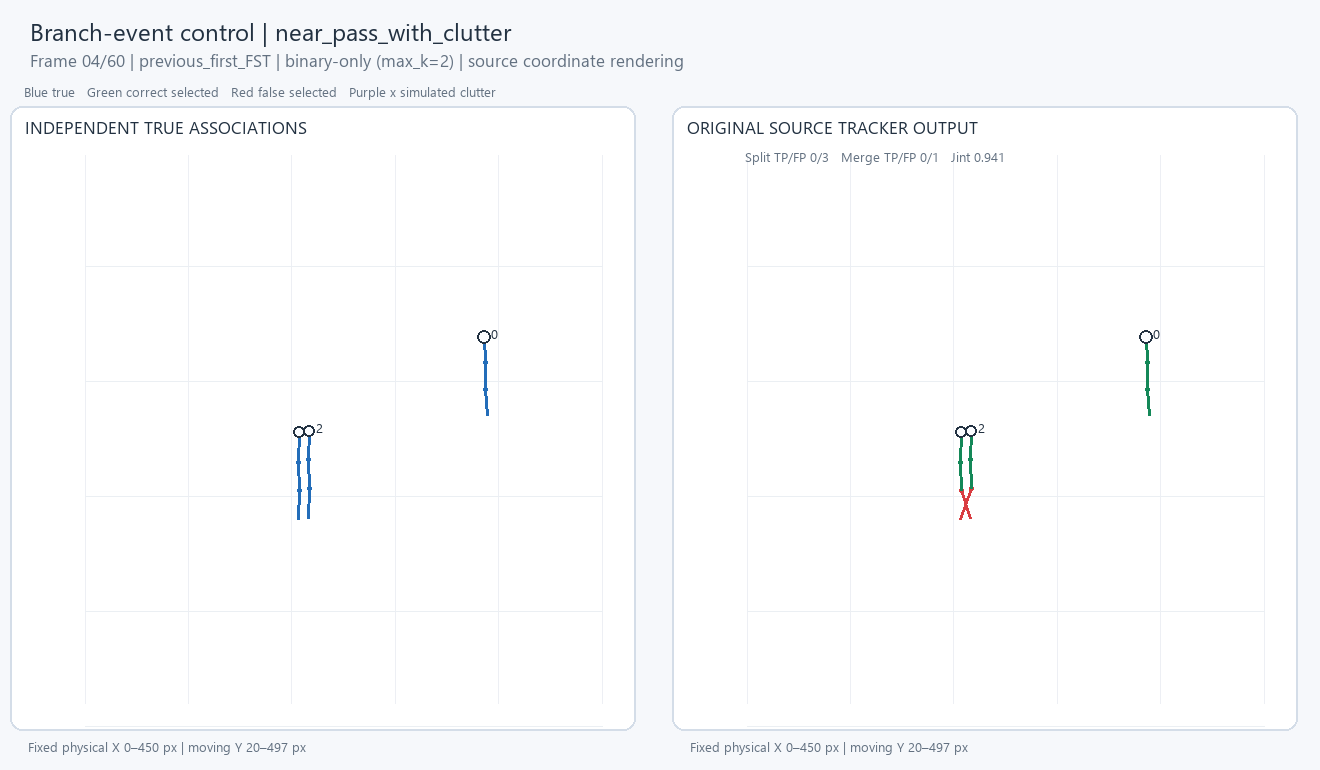 Branch-event control | near_pass_with_clutter
Frame 04/60 | previous_first_FST | binary-only (max_k=2) | source coordinate rendering
Blue true   Green correct selected   Red false selected   Purple x simulated clutter
INDEPENDENT TRUE ASSOCIATIONS
0
2
Fixed physical X 0–450 px | moving Y 20–497 px
ORIGINAL SOURCE TRACKER OUTPUT
Split TP/FP 0/3   Merge TP/FP 0/1   Jint 0.941
0
2
Fixed physical X 0–450 px | moving Y 20–497 px